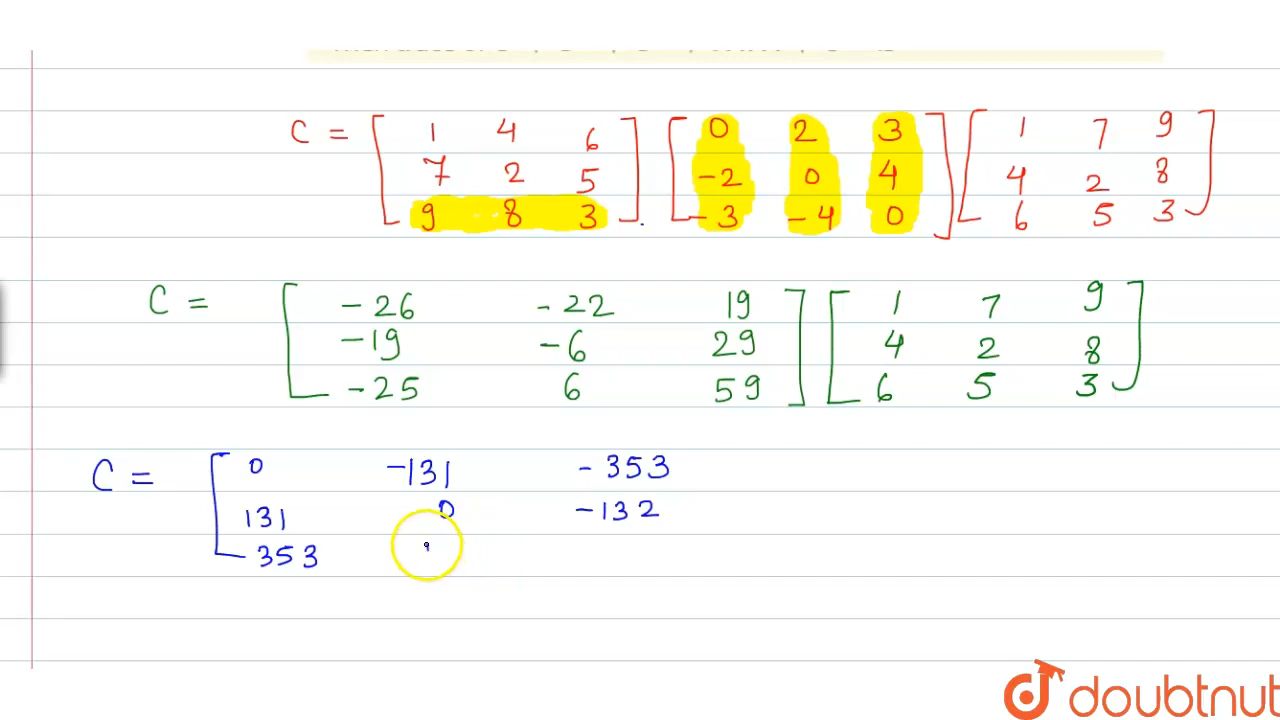 C = [ 1 4 6 ] [ 0 2 3 ] [ 1 7 9 ]
7 2 5 -2 0 4 4 2 8
9 8 3 . -3 -4 0 6 5 3
C = [ -26 -22 19 ] [ 1 7 9 ]
-19 -6 29 4 2 8
-25 6 59 6 5 3
C = [ 0 -131 -353
131 0 -132
353
doubtnut